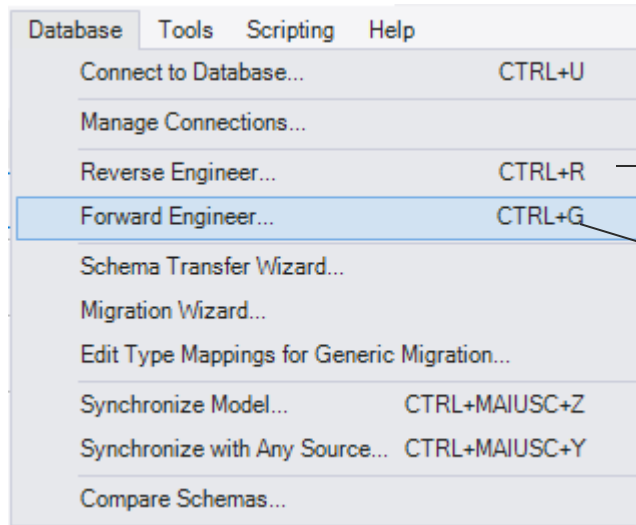 Database Tools Scripting Help
Connect to Database... CTRL+U
Manage Connections...
Reverse Engineer... CTRL+R
Forward Engineer... CTRL+G
Schema Transfer Wizard...
Migration Wizard...
Edit Type Mappings for Generic Migration...
Synchronize Model... CTRL+MAIUSC+Z
Synchronize with Any Source... CTRL+MAIUSC+Y
Compare Schemas...